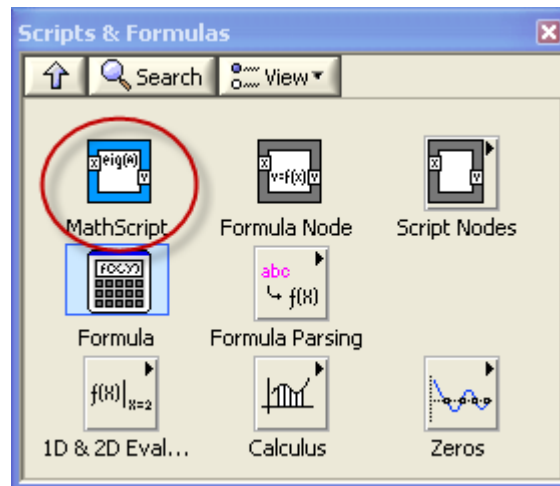 Scripts & Formulas
Search View
x eig(A) y
x y=f(x) y
x y
MathScript Formula Node Script Nodes
f(x,y)
abc
f(x)
Formula Formula Parsing
f(x)|x=2
1D & 2D Eval... Calculus Zeros